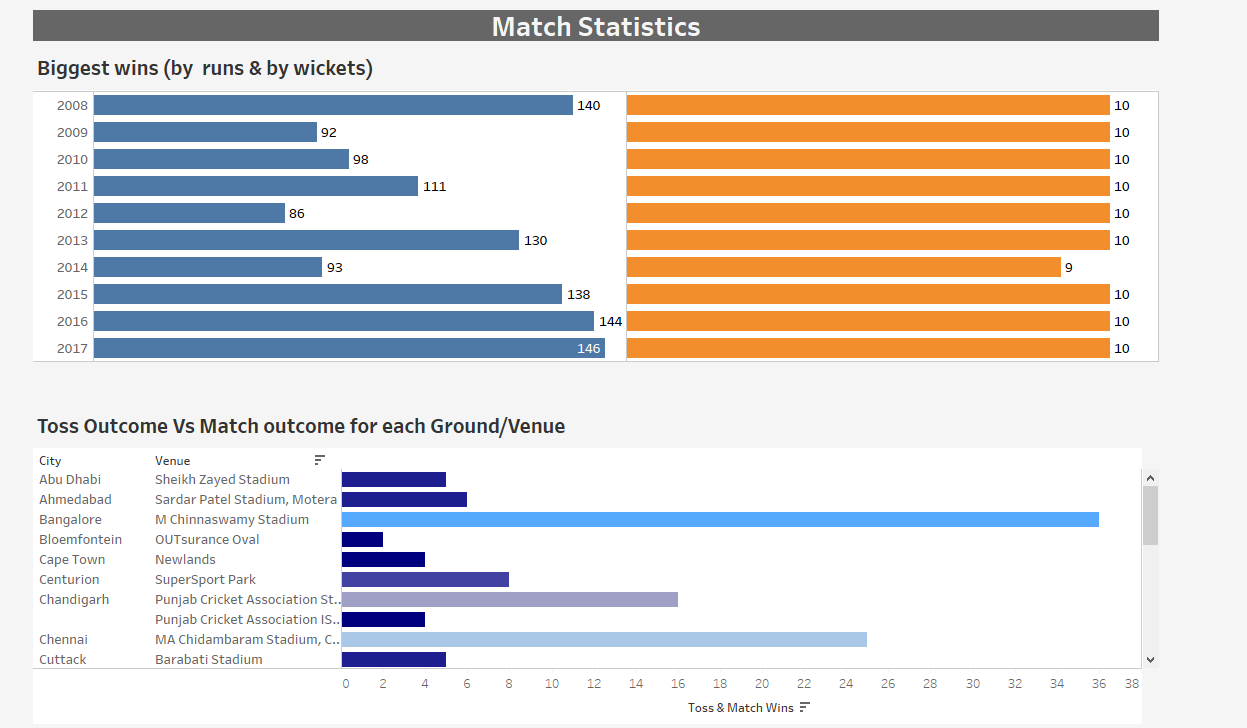 Match Statistics
Biggest wins (by  runs & by wickets)
2008 140 10
2009 92 10
2010 98 10
2011 111 10
2012 86 10
2013 130 10
2014 93 9
2015 138 10
2016 144 10
2017 146 10
Toss Outcome Vs Match outcome for each Ground/Venue
City Venue
Abu Dhabi Sheikh Zayed Stadium
Ahmedabad Sardar Patel Stadium, Motera
Bangalore M Chinnaswamy Stadium
Bloemfontein OUTsurance Oval
Cape Town Newlands
Centurion SuperSport Park
Chandigarh Punjab Cricket Association St..
Punjab Cricket Association IS..
Chennai MA Chidambaram Stadium, C..
Cuttack Barabati Stadium
0 2 4 6 8 10 12 14 16 18 20 22 24 26 28 30 32 34 36 38
Toss & Match Wins